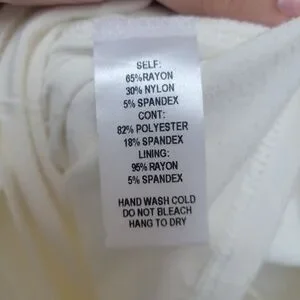 SELF:
65%RAYON
30% NYLON
5% SPANDEX
CONT:
82% POLYESTER
18% SPANDEX
LINING:
95% RAYON
5% SPANDEX
HAND WASH COLD
DO NOT BLEACH
HANG TO DRY